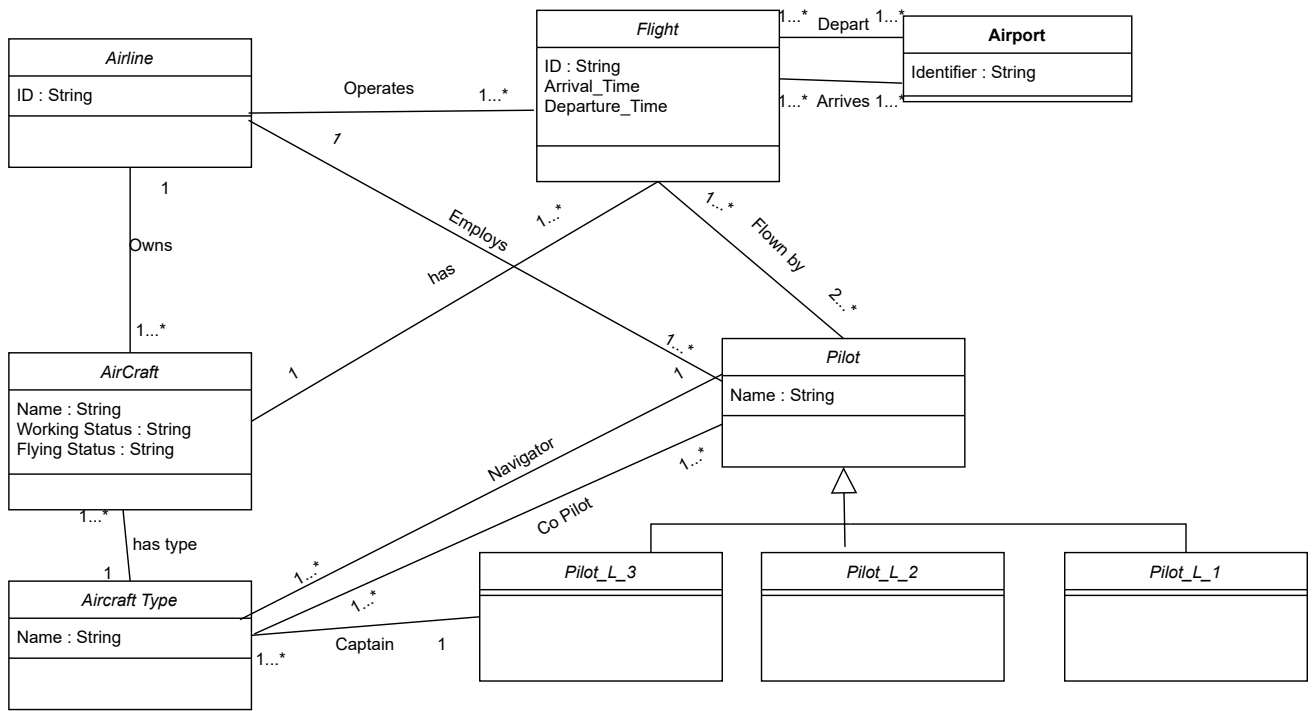 Airline
ID : String
Operates
1...*
Flight
ID : String
Arrival_Time
Departure_Time
1...*
Depart
1...*
1...*
Arrives
1...*
Airport
Identifier : String
1
Owns
1...*
1
Employs
1...*
1...*
has
1
1...*
Flown by
2...*
AirCraft
Name : String
Working Status : String
Flying Status : String
Pilot
Name : String
1
Navigator
1...*
1...*
Co Pilot
1...*
1...*
has type
1
Aircraft Type
Name : String
1...*
Captain
1
Pilot_L_3
Pilot_L_2
Pilot_L_1